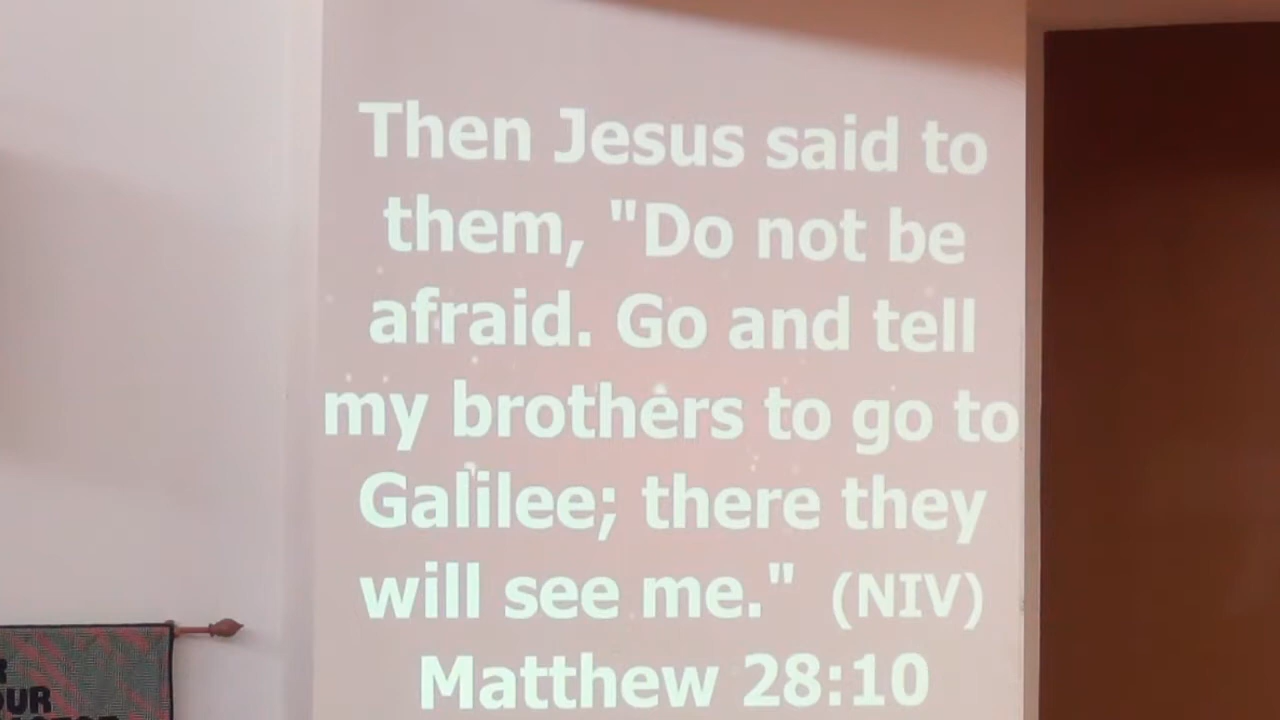 Then Jesus said to
them, "Do not be
afraid. Go and tell
my brothers to go to
Galilee; there they
will see me." (NIV)
Matthew 28:10